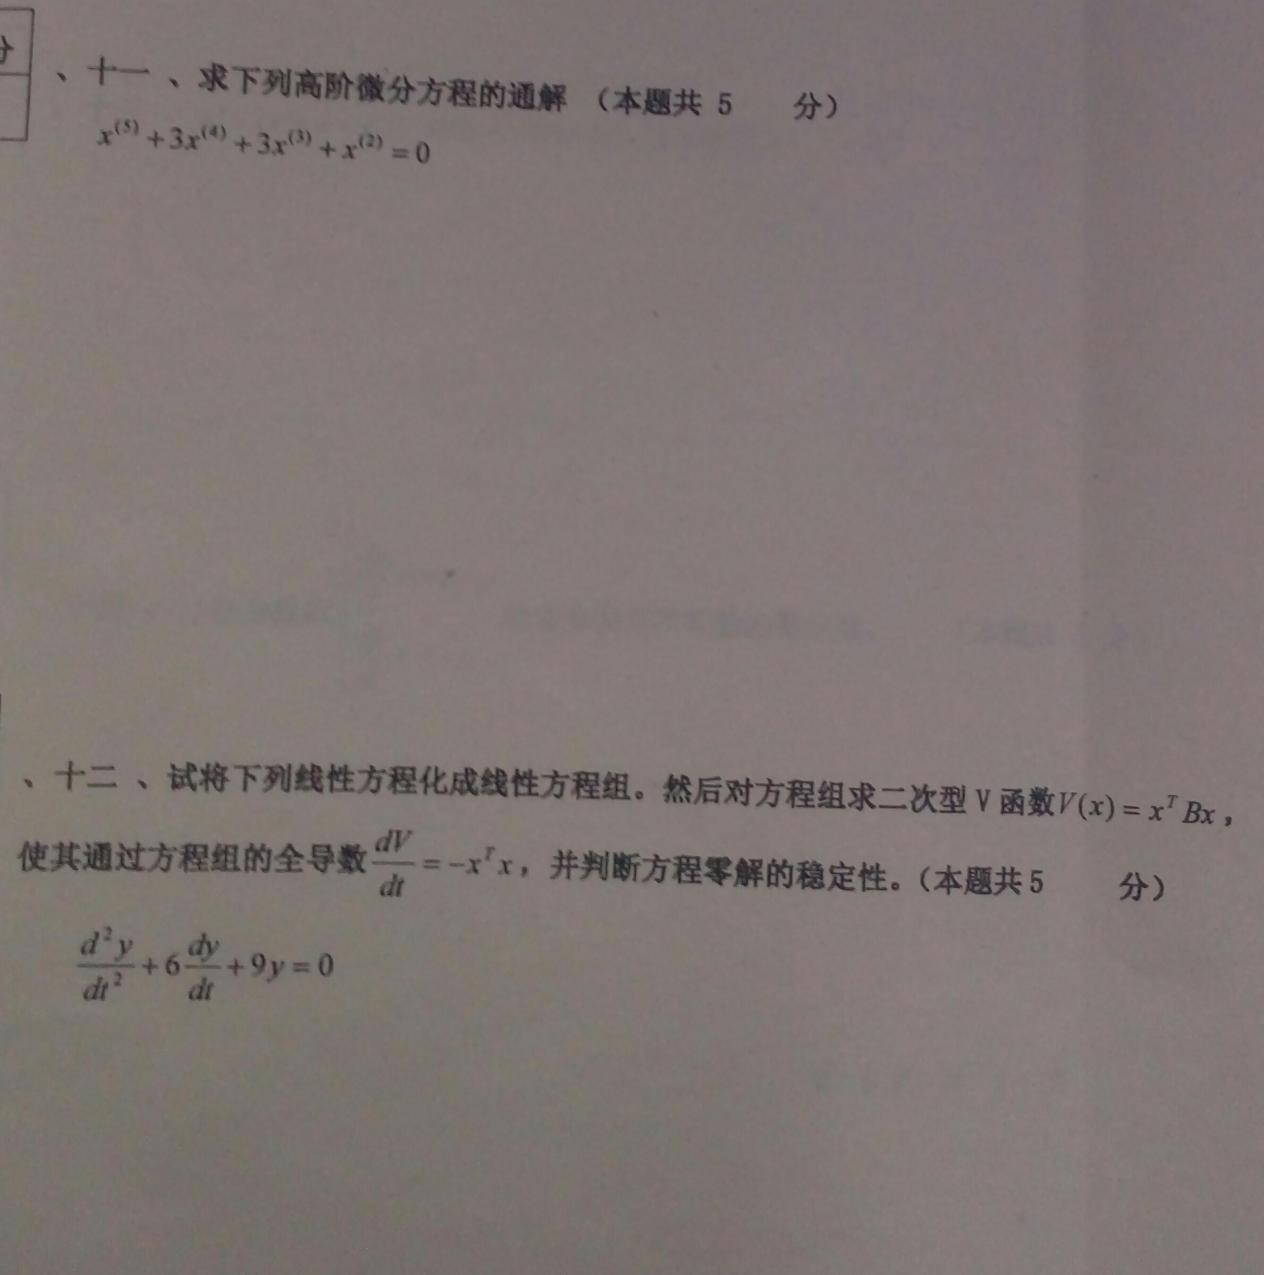 分
、十一 、求下列高阶微分方程的通解 （本题共 5 分）
x⁽⁵⁾ + 3x⁽⁴⁾ + 3x⁽³⁾ + x⁽²⁾ = 0
、十二 、试将下列线性方程化成线性方程组。然后对方程组求二次型 V 函数V(x) = xᵀ Bx，
使其通过方程组的全导数 dV/dt = −xᵀx，并判断方程零解的稳定性。（本题共 5 分）
d²y/dt² + 6 dy/dt + 9y = 0